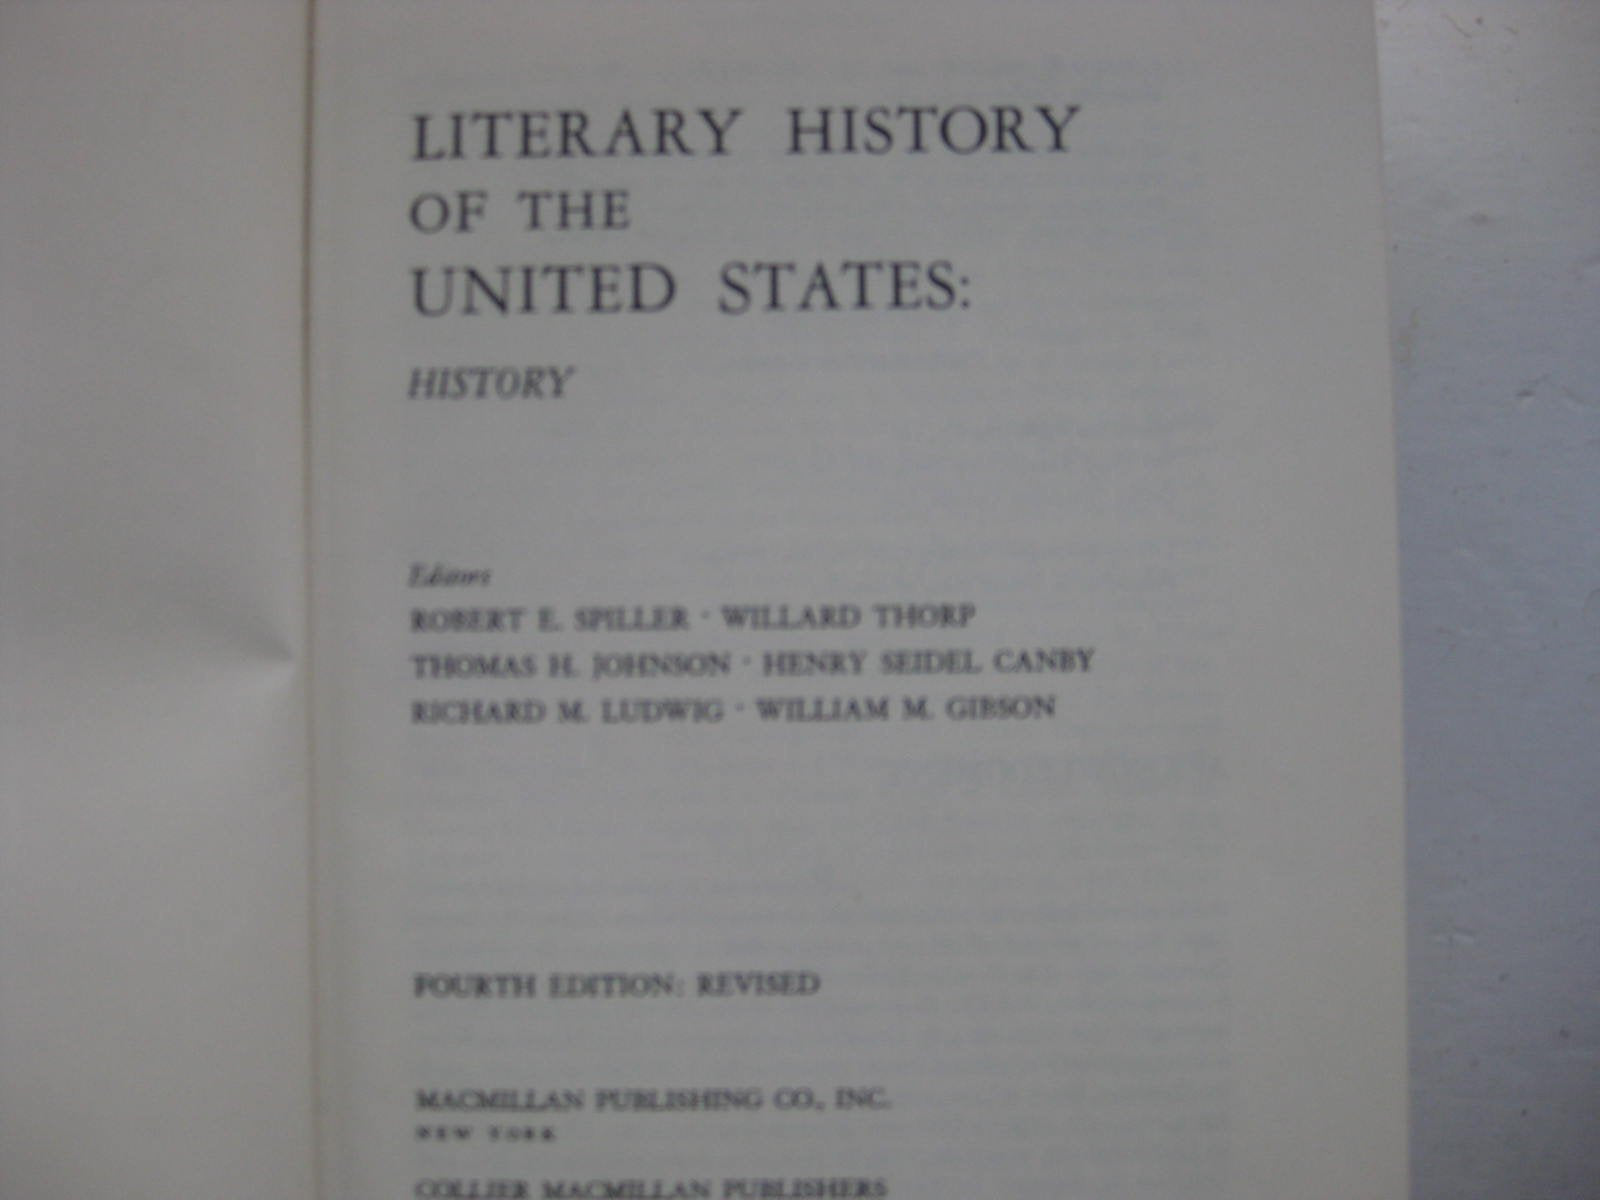 LITERARY HISTORY
OF THE
UNITED STATES:
HISTORY
Editors
ROBERT E. SPILLER · WILLARD THORP
THOMAS H. JOHNSON · HENRY SEIDEL CANBY
RICHARD M. LUDWIG · WILLIAM M. GIBSON
FOURTH EDITION: REVISED
MACMILLAN PUBLISHING CO., INC.
NEW YORK
COLLIER MACMILLAN PUBLISHERS